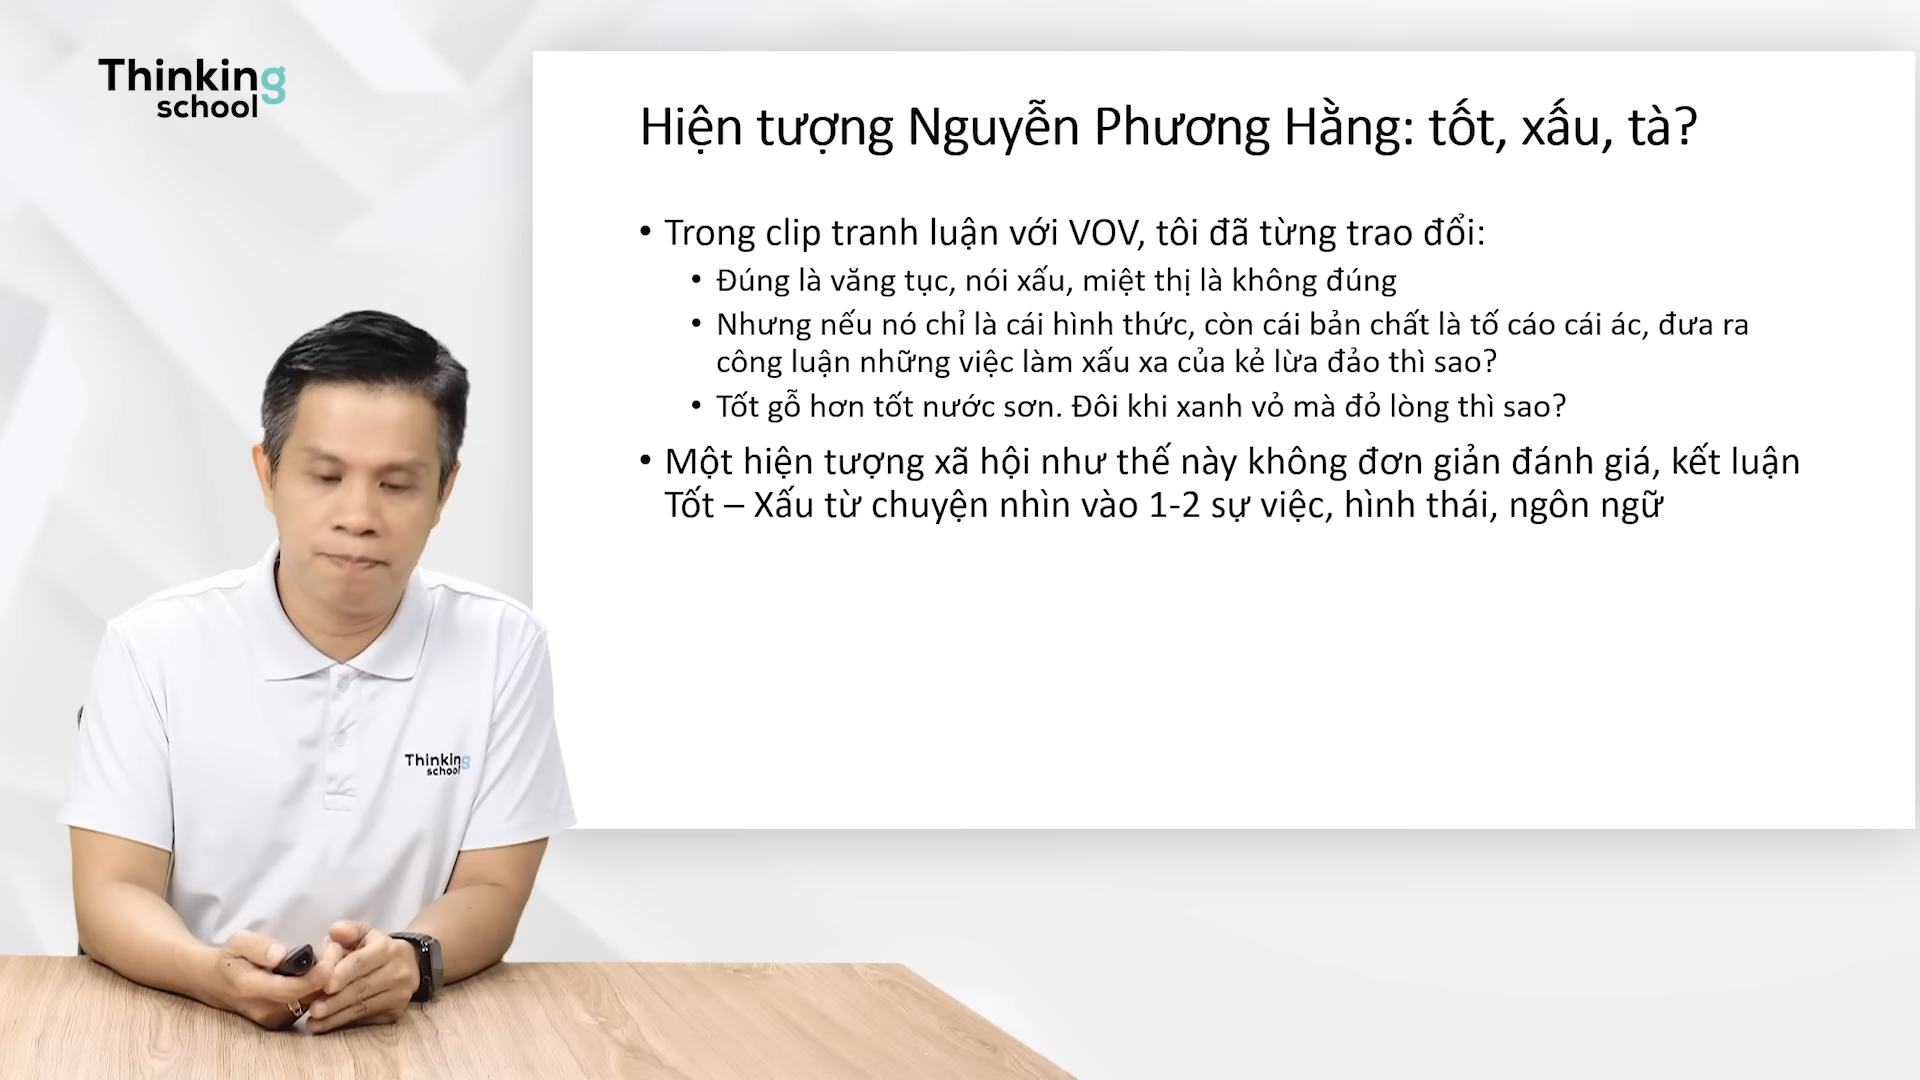 Thinking
school
Hiện tượng Nguyễn Phương Hằng: tốt, xấu, tà?
• Trong clip tranh luận với VOV, tôi đã từng trao đổi:
• Đúng là văng tục, nói xấu, miệt thị là không đúng
• Nhưng nếu nó chỉ là cái hình thức, còn cái bản chất là tố cáo cái ác, đưa ra
công luận những việc làm xấu xa của kẻ lừa đảo thì sao?
• Tốt gỗ hơn tốt nước sơn. Đôi khi xanh vỏ mà đỏ lòng thì sao?
• Một hiện tượng xã hội như thế này không đơn giản đánh giá, kết luận
Tốt – Xấu từ chuyện nhìn vào 1-2 sự việc, hình thái, ngôn ngữ
Thinking
school